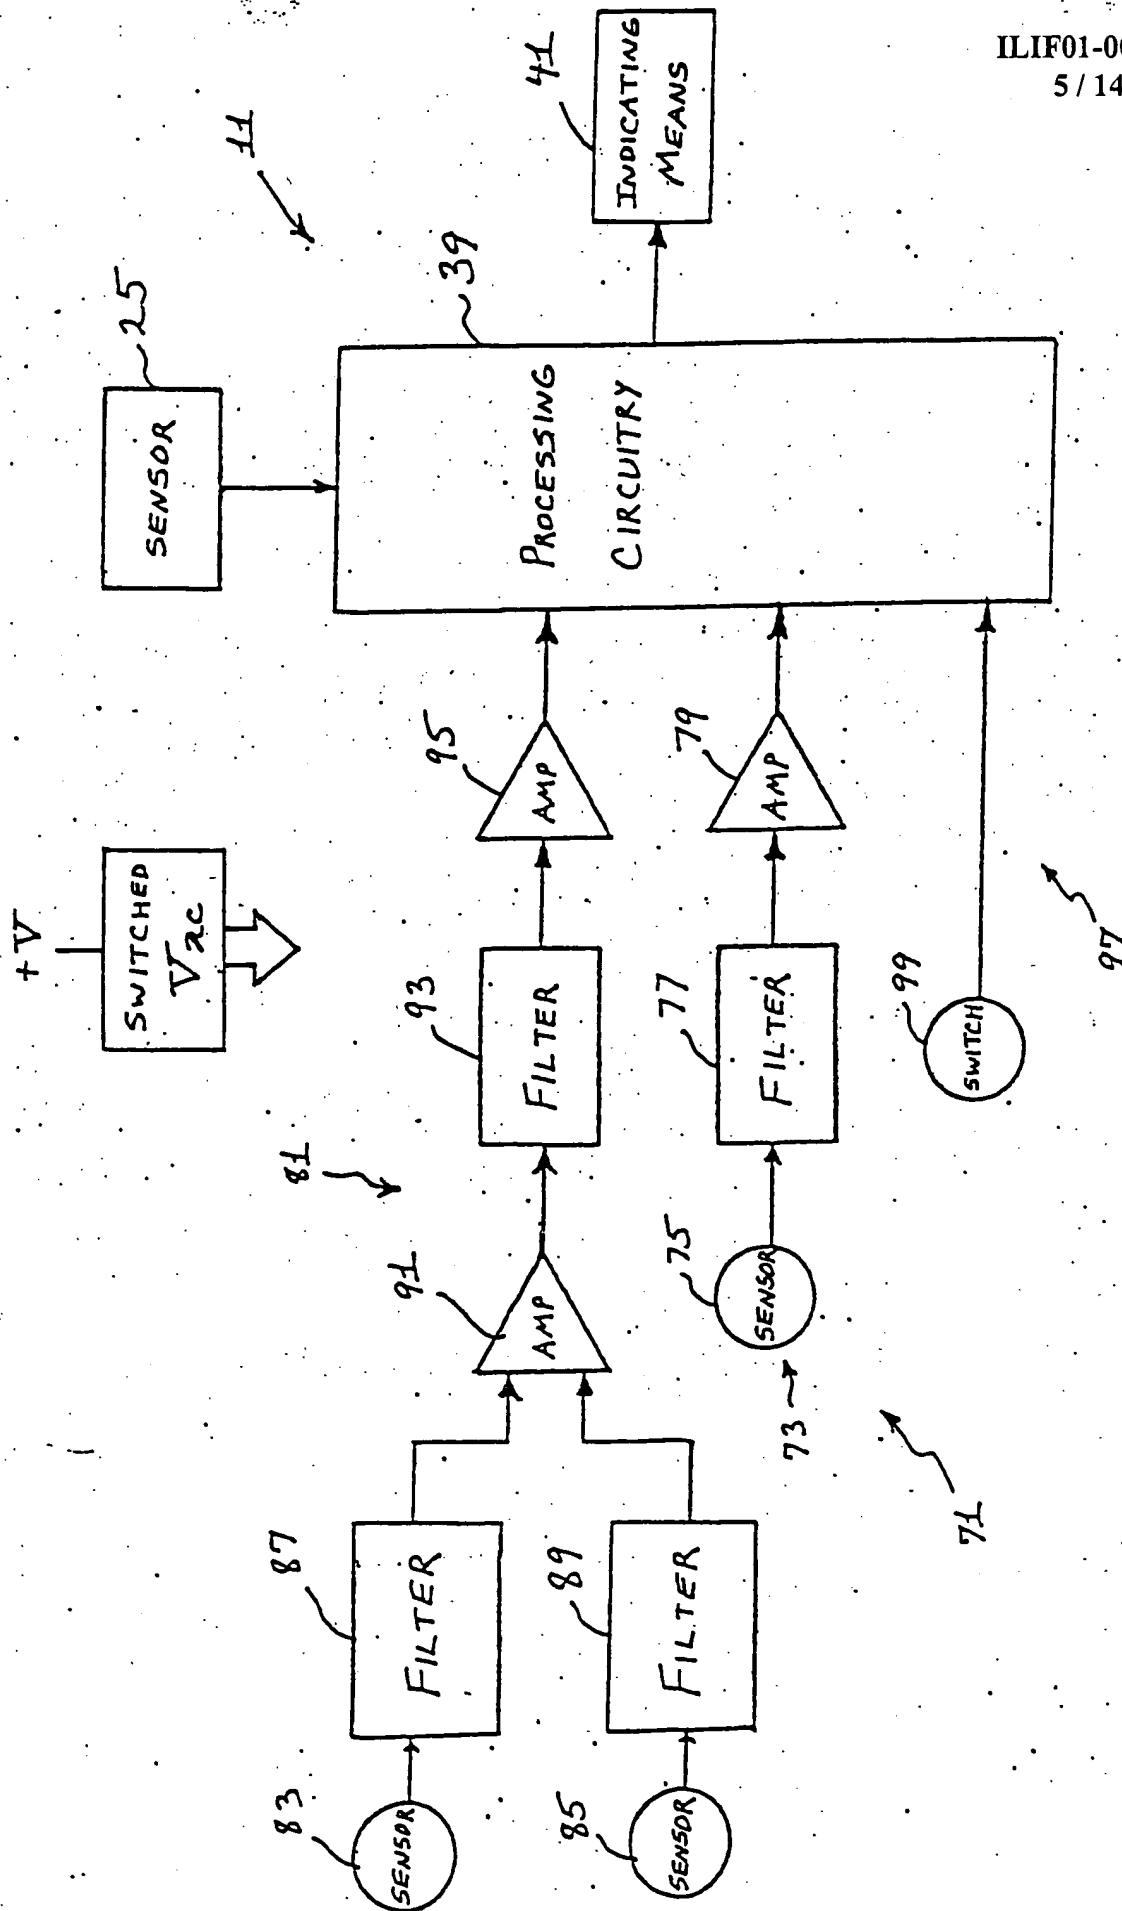 ILIF01-00
5 / 14
+V
SWITCHED
Vcc
SENSOR
25
11
83
SENSOR
87
FILTER
85
SENSOR
89
FILTER
91
AMP
81
93
FILTER
95
AMP
PROCESSING
CIRCUITRY
39
INDICATING
MEANS
41
73
75
SENSOR
77
FILTER
79
AMP
71
99
SWITCH
97